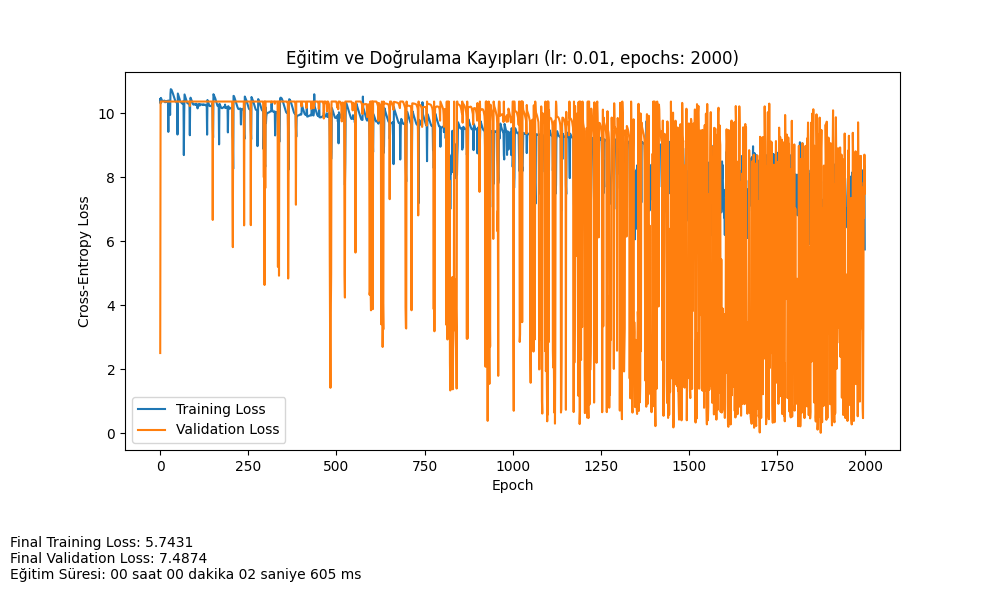 Eğitim ve Doğrulama Kayıpları (lr: 0.01, epochs: 2000)
10
8
6
4
2
0
Cross-Entropy Loss
Training Loss
Validation Loss
0 250 500 750 1000 1250 1500 1750 2000
Epoch
Final Training Loss: 5.7431
Final Validation Loss: 7.4874
Eğitim Süresi: 00 saat 00 dakika 02 saniye 605 ms